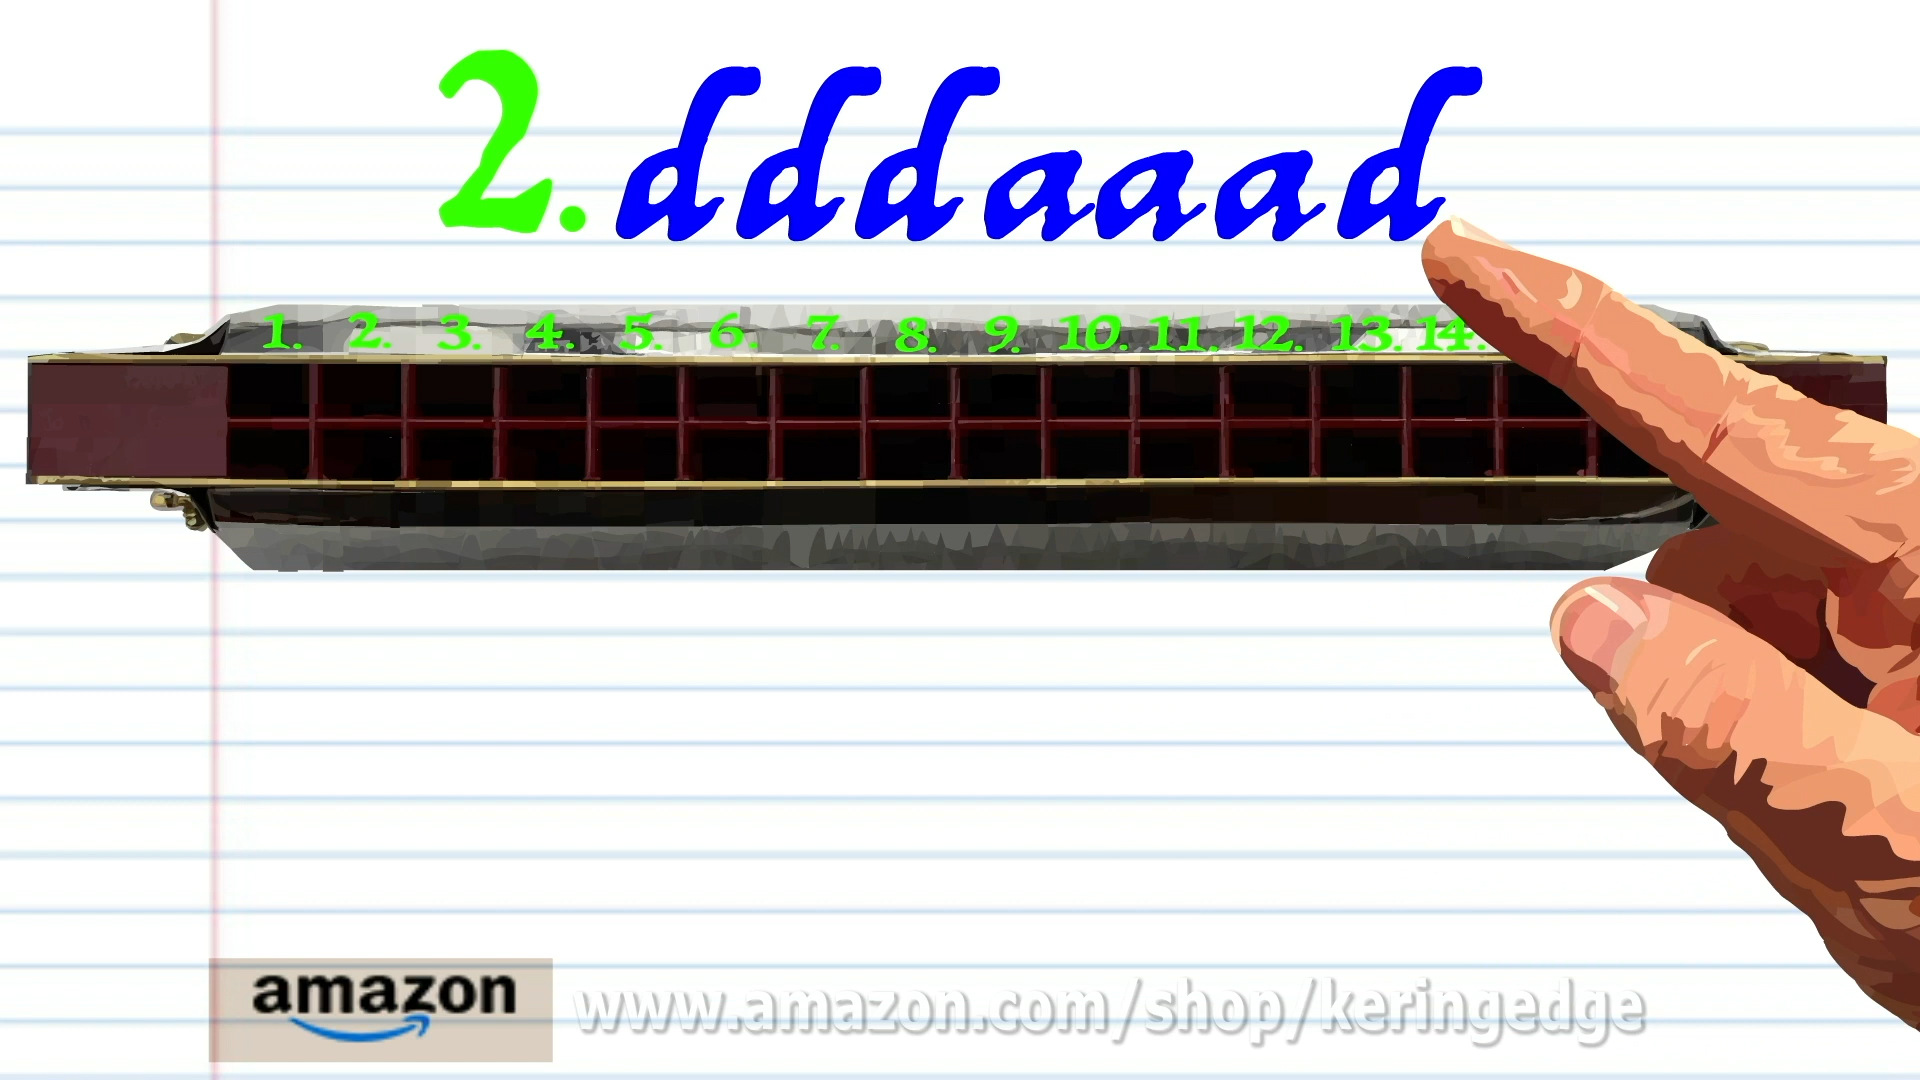 2. dddaaad
1. 2. 3. 4. 5. 6. 7. 8. 9. 10. 11. 12. 13. 14.
amazon www.amazon.com/shop/keringedge